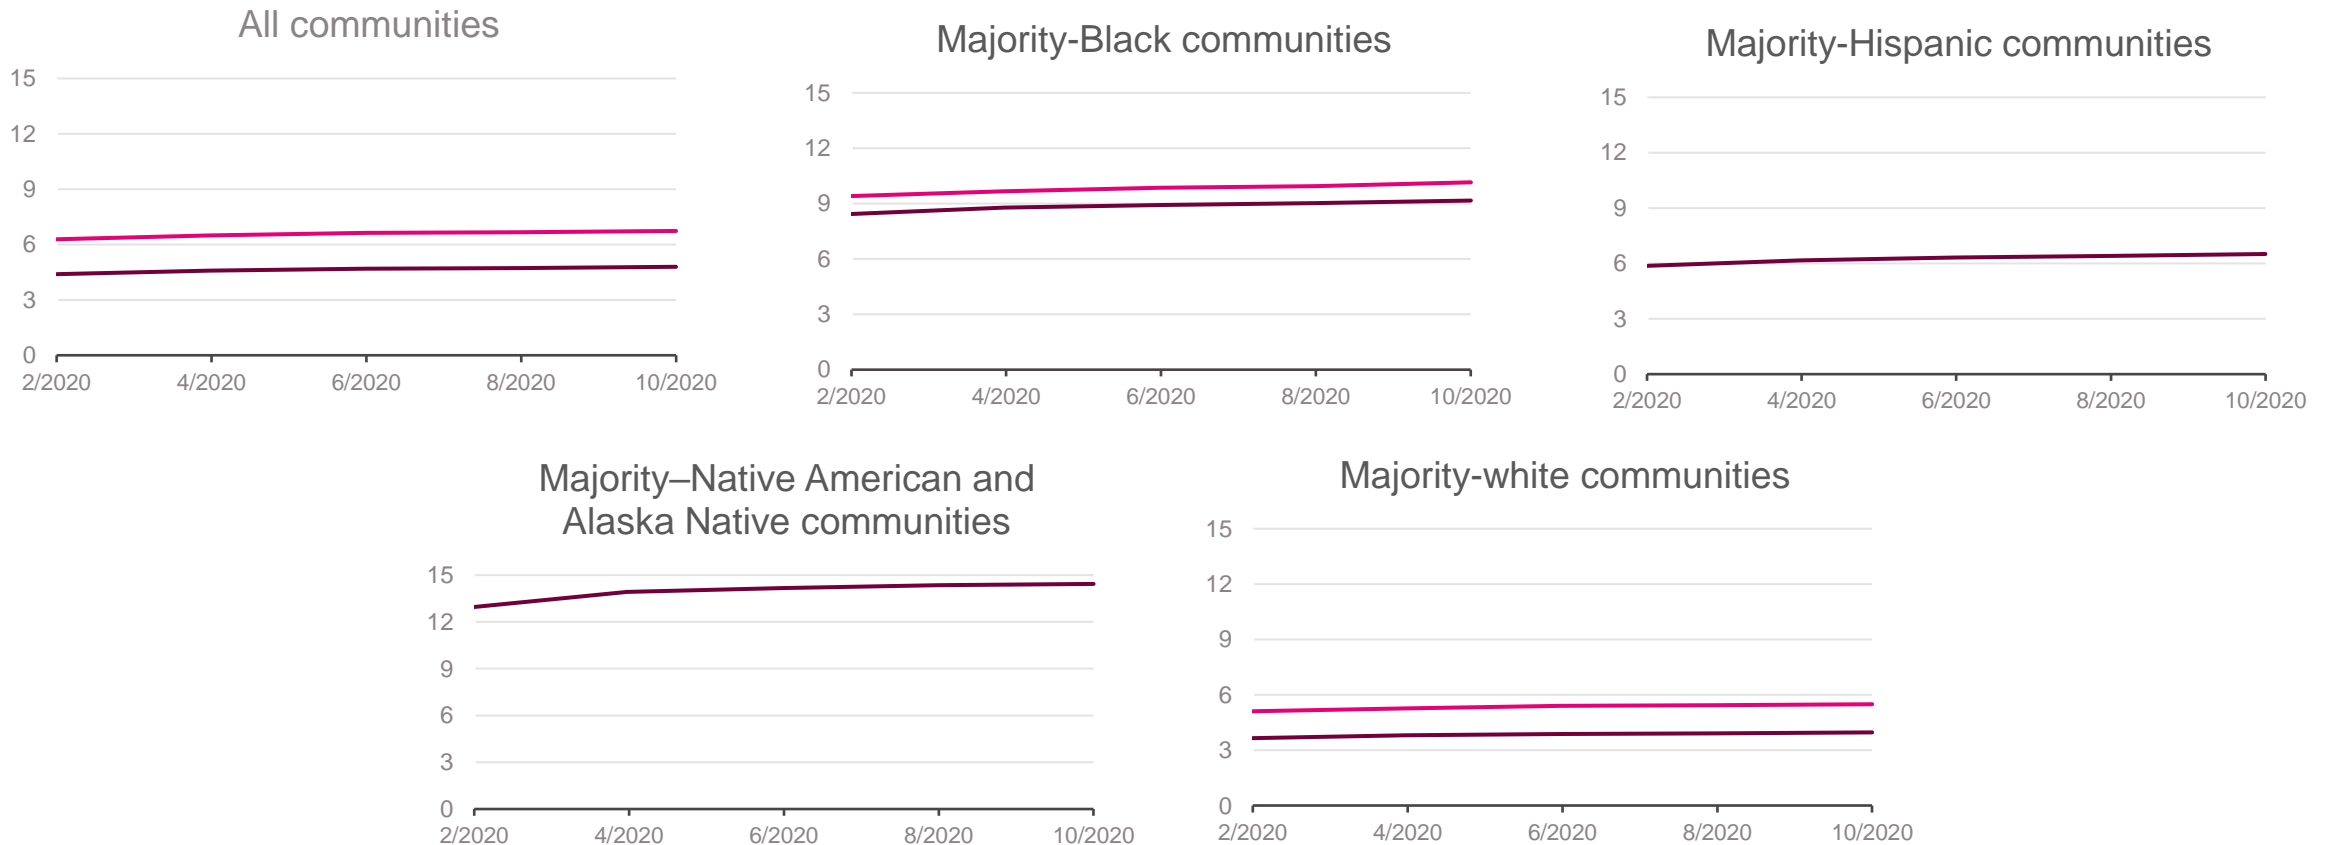 All communities
15
12
9
6
3
0
2/2020 4/2020 6/2020 8/2020 10/2020
Majority-Black communities
15
12
9
6
3
0
2/2020 4/2020 6/2020 8/2020 10/2020
Majority-Hispanic communities
15
12
9
6
3
0
2/2020 4/2020 6/2020 8/2020 10/2020
Majority–Native American and
Alaska Native communities
15
12
9
6
3
0
2/2020 4/2020 6/2020 8/2020 10/2020
Majority-white communities
15
12
9
6
3
0
2/2020 4/2020 6/2020 8/2020 10/2020